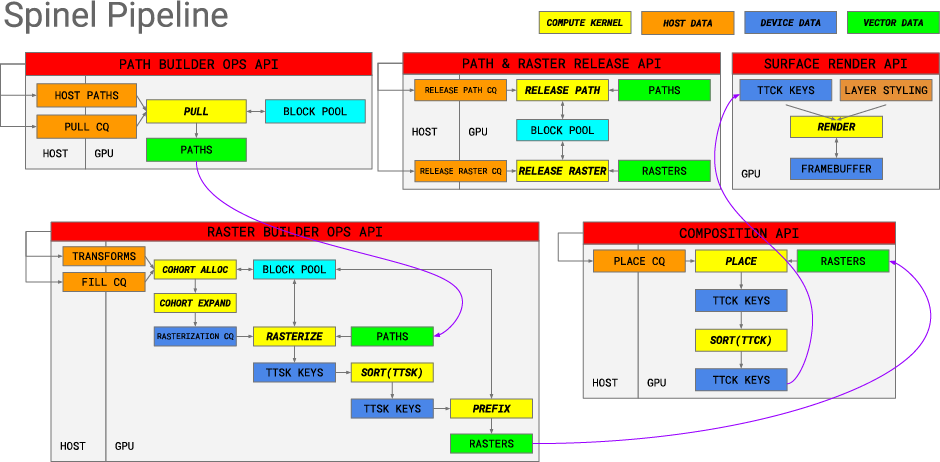 Spinel Pipeline
COMPUTE KERNEL
HOST DATA
DEVICE DATA
VECTOR DATA
PATH BUILDER OPS API
HOST PATHS
PULL CQ
PULL
BLOCK POOL
PATHS
HOST
GPU
PATH & RASTER RELEASE API
RELEASE PATH CQ
RELEASE PATH
PATHS
HOST
GPU
BLOCK POOL
RELEASE RASTER CQ
RELEASE RASTER
RASTERS
SURFACE RENDER API
TTCK KEYS
LAYER STYLING
RENDER
FRAMEBUFFER
GPU
RASTER BUILDER OPS API
TRANSFORMS
FILL CQ
COHORT ALLOC
BLOCK POOL
COHORT EXPAND
RASTERIZATION CQ
RASTERIZE
PATHS
TTSK KEYS
SORT(TTSK)
TTSK KEYS
PREFIX
RASTERS
HOST
GPU
COMPOSITION API
PLACE CQ
PLACE
RASTERS
TTCK KEYS
SORT(TTCK)
TTCK KEYS
HOST
GPU